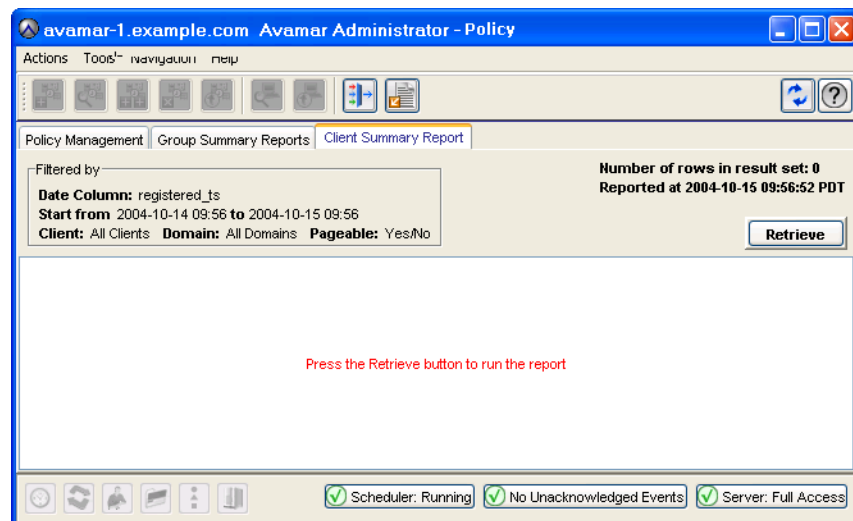 avamar-1.example.com Avamar Administrator - Policy
Actions Tools Navigation Help
Policy Management Group Summary Reports Client Summary Report
Filtered by
Date Column: registered_ts
Start from 2004-10-14 09:56 to 2004-10-15 09:56
Client: All Clients Domain: All Domains Pageable: Yes/No
Number of rows in result set: 0
Reported at 2004-10-15 09:56:52 PDT
Retrieve
Press the Retrieve button to run the report
Scheduler: Running No Unacknowledged Events Server: Full Access